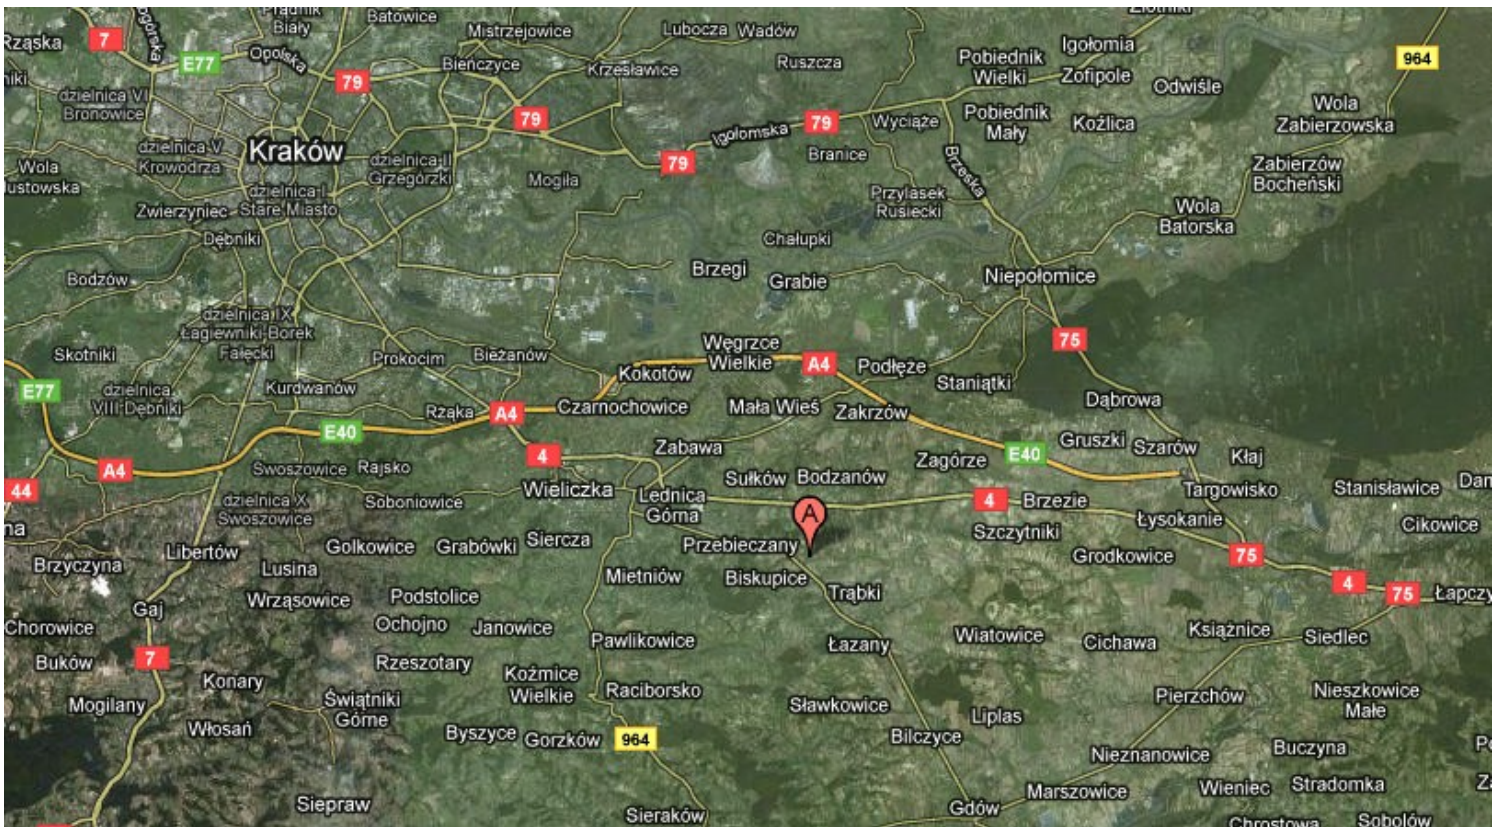 Prądnik
Biały
Batowice
Złotniki
Rząska
7
E77
Opolska
79
Mistrzejowice
Bieńczyce
Lubocza
Wadów
Krzesławice
Ruszcza
Pobiednik
Wielki
Igołomia
Zofipole
Odwiśle
964
dzielnica VI
Bronowice
79
Igołomska
79
Wyciąże
Pobiednik
Mały
Koźlica
Wola
Zabierzowska
Kraków
dzielnica V
Krowodrza
dzielnica II
Grzegórzki
79
Branice
Brzeska
Zabierzów
Bocheński
Wola
Justowska
dzielnica I
Stare Miasto
Mogiła
Przylasek
Rusiecki
Zwierzyniec
Dębniki
Wola
Batorska
Chałupki
Bodzów
Brzegi
Grabie
Niepołomice
dzielnica IX
Łagiewniki-Borek
Fałęcki
75
Skotniki
Prokocim
Bieżanów
Węgrzce
Wielkie
A4
Podłęże
Kokotów
Staniątki
E77
dzielnica
VIII Dębniki
Kurdwanów
Rząka
A4
Czarnochowice
Mała Wieś
Zakrzów
Dąbrowa
E40
4
Zabawa
Zagórze
E40
Gruszki
Szarów
Kłaj
A4
Swoszowice
Rajsko
Sułków
Bodzanów
44
Wieliczka
Lednica
Górna
4
Brzezie
Targowisko
Stanisławice
dzielnica X
Swoszowice
Soboniowice
A
Szczytniki
Łysokanie
Cikowice
Libertów
Golkowice
Grabówki
Siercza
Przebieczany
Grodkowice
75
Brzyczyna
Lusina
Mietniów
Biskupice
Trąbki
4
75
Łapczy
Gaj
Wrząsowice
Podstolice
Chorowice
Ochojno
Janowice
Pawlikowice
Łazany
Wiatowice
Cichawa
Książnice
Siedlec
Buków
7
Rzeszotary
Konary
Koźmice
Wielkie
Raciborsko
Mogilany
Świątniki
Górne
Sławkowice
Liplas
Pierzchów
Nieszkowice
Małe
Włosań
Byszyce
Gorzków
964
Bilczyce
Nieznanowice
Buczyna
Siepraw
Sieraków
Gdów
Marszowice
Wieniec
Stradomka
Chrostowa
Sobolów